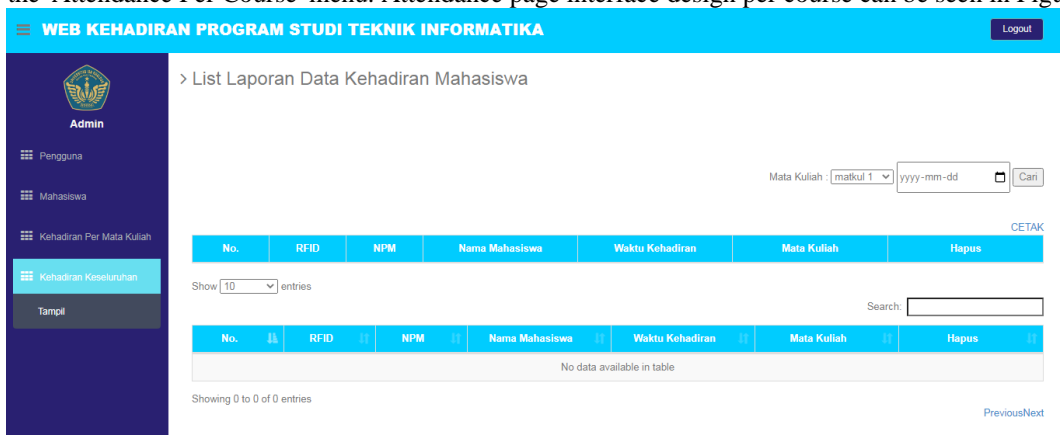 the 'Attendance Per Course' menu. Attendance page interface design per course can be seen in Figu
WEB KEHADIRAN PROGRAM STUDI TEKNIK INFORMATIKA
Logout
> List Laporan Data Kehadiran Mahasiswa
Admin
Pengguna
Mahasiswa
Kehadiran Per Mata Kuliah
Kehadiran Keseluruhan
Tampil
Mata Kuliah : matkul 1 yyyy-mm-dd Cari
CETAK
No. RFID NPM Nama Mahasiswa Waktu Kehadiran Mata Kuliah Hapus
Show 10 entries
Search:
No. RFID NPM Nama Mahasiswa Waktu Kehadiran Mata Kuliah Hapus
No data available in table
Showing 0 to 0 of 0 entries
PreviousNext